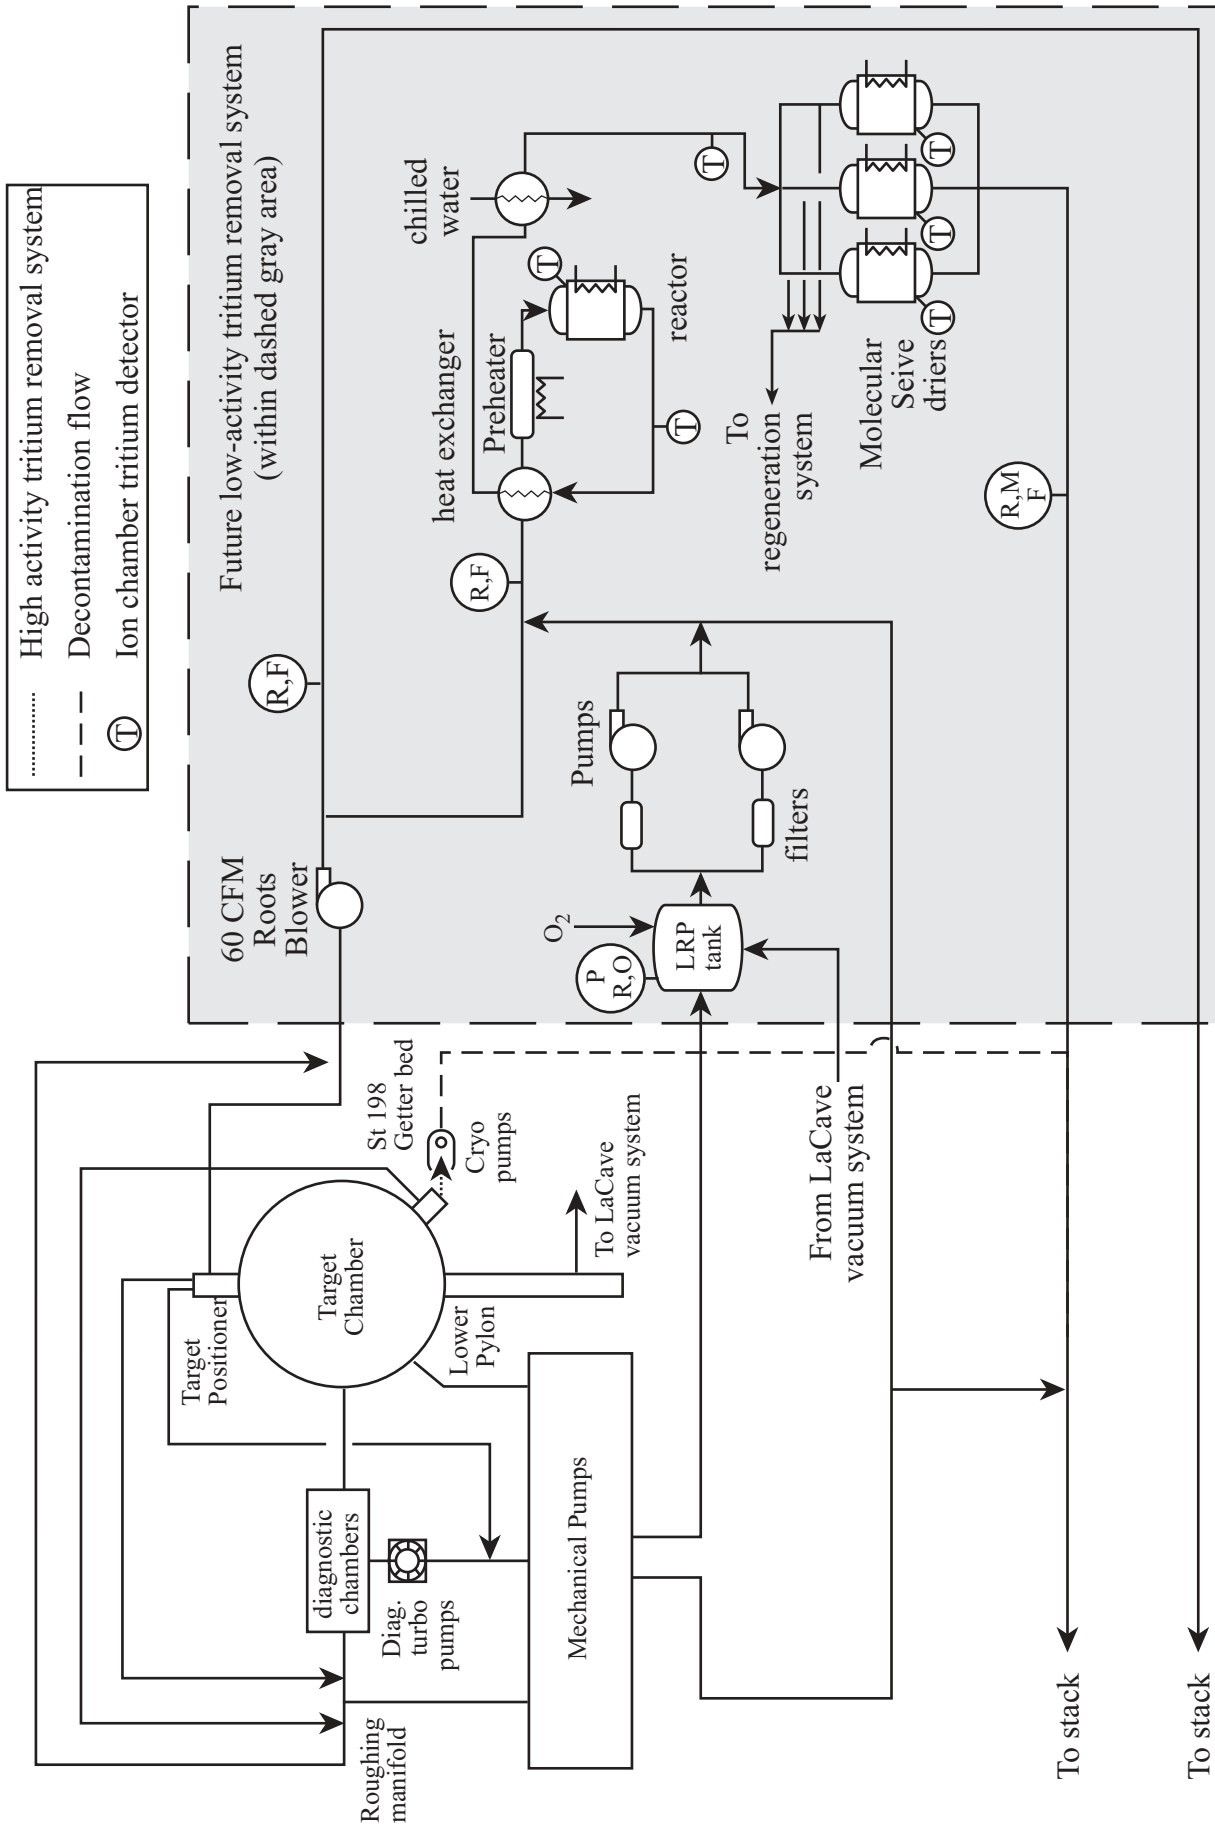 High activity tritium removal system
Decontamination flow
T
Ion chamber tritium detector
Future low-activity tritium removal system
(within dashed gray area)
R,F
60 CFM
Roots
Blower
chilled
water
T
heat exchanger
Preheater
T
reactor
T
R,F
To
regeneration
system
T
T
T
Molecular
Seive
driers
R,M
F
Pumps
filters
O2
P
R,O
LRP
tank
From LaCave
vacuum system
St 198
Getter bed
Cryo
pumps
To LaCave
vacuum system
Target
Chamber
Target
Positioner
Lower
Pylon
diagnostic
chambers
Diag.
turbo
pumps
Mechanical Pumps
Roughing
manifold
To stack
To stack